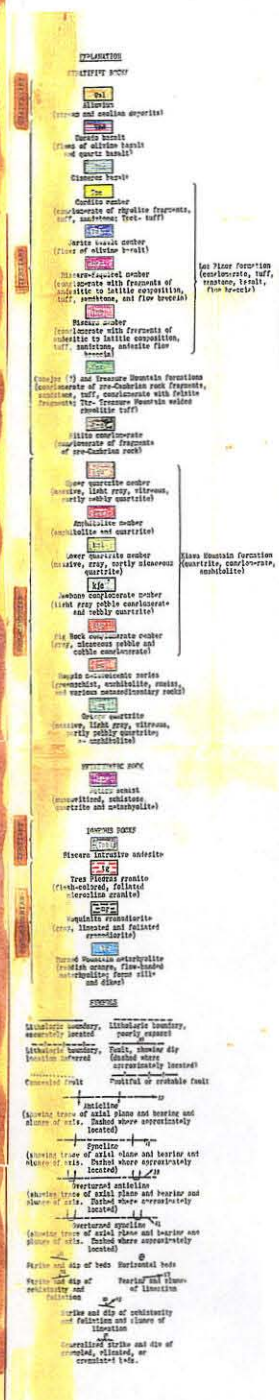 EXPLANATION
STRATIFIED ROCKS
QUATERNARY
Qal
Alluvium
(stream and aeolian deposits)
basalt
(flows of olivine basalt
and quartz basalt)
Cisneros basalt
TERTIARY
Cordito member
(conglomerate of rhyolite fragments,
tuff, sandstone; Tcct- tuff)
Jarita basalt member
(flows of olivine basalt)
Biscara-Esquibel member
(conglomerate with fragments of
andesitic to latitic composition,
tuff, sandstone, and flow breccia)
Biscara member
(conglomerate with fragments of
andesitic to latitic composition,
tuff, sandstone, andesite flow
breccia)
Los Pinos formation
(conglomerate, tuff,
sandstone, basalt,
flow breccia)
Conejos (?) and Treasure Mountain formations
(conglomerate of pre-Cambrian rock fragments,
sandstone, tuff, conglomerate with felsite
fragments; Ttr- Treasure Mountain welded
rhyolitic tuff)
Ritito conglomerate
(conglomerate of fragments
of pre-Cambrian rock)
Upper quartzite member
(massive, light gray, vitreous,
partly pebbly quartzite)
Amphibolite member
(amphibolite and quartzite)
Lower quartzite member
(massive, gray, partly micaceous
quartzite)
kjc
Jawbone conglomerate member
(light gray pebble conglomerate
and pebbly quartzite)
Big Rock conglomerate member
(gray, micaceous pebble and
cobble conglomerate)
Kiawa Mountain formation
(quartzite, conglomerate,
amphibolite)
Moppin metavolcanic series
(greenschist, amphibolite, gneiss,
and various metasedimentary rocks)
Ortega quartzite
(massive, light gray, vitreous,
partly pebbly quartzite;
amphibolite)
METAMORPHIC ROCK
Petaca schist
(muscovitized, schistose,
quartzite and metarhyolite)
IGNEOUS ROCKS
TERTIARY
Biscara intrusive andesite
Tres Piedras granite
(flesh-colored, foliated
microcline granite)
Maquinita granodiorite
(gray, lineated and foliated
granodiorite)
Burned Mountain metarhyolite
(reddish orange, flow-banded
metarhyolite; forms sills
and dikes)
SYMBOLS
Lithologic boundary,
accurately located
Lithologic boundary,
poorly exposed
Lithologic boundary,
location inferred
Fault, showing dip
(dashed where
approximately located)
Concealed fault
Doubtful or probable fault
Anticline
(showing trace of axial plane and bearing and
plunge of axis. Dashed where approximately
located)
Syncline
(showing trace of axial plane and bearing and
plunge of axis. Dashed where approximately
located)
Overturned anticline
(showing trace of axial plane and bearing and
plunge of axis. Dashed where approximately
located)
Overturned syncline
(showing trace of axial plane and bearing and
plunge of axis. Dashed where approximately
located)
Strike and dip of beds
Horizontal beds
Strike and dip of
schistosity and
foliation
Bearing and plunge
of lineation
Strike and dip of schistosity
and foliation and plunge of
lineation
Generalized strike and dip of
crumpled, plicated, or
crenulated beds.